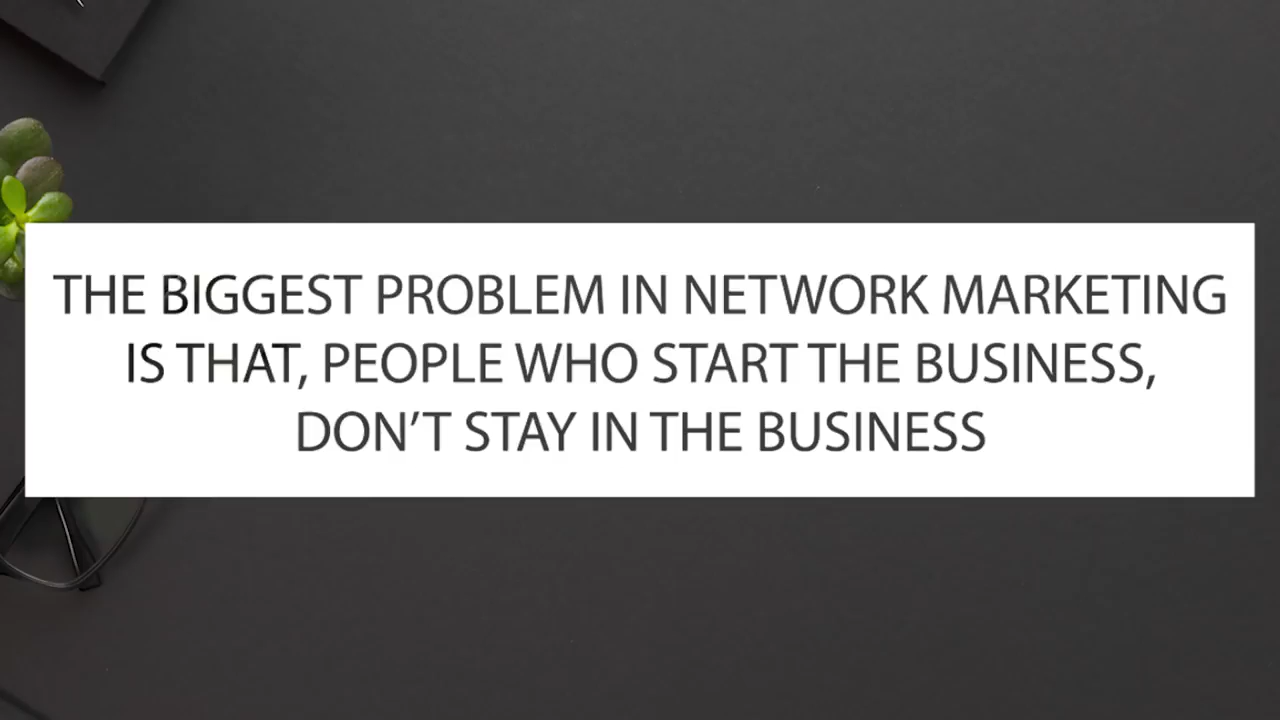 THE BIGGEST PROBLEM IN NETWORK MARKETING
IS THAT, PEOPLE WHO START THE BUSINESS,
DON’T STAY IN THE BUSINESS